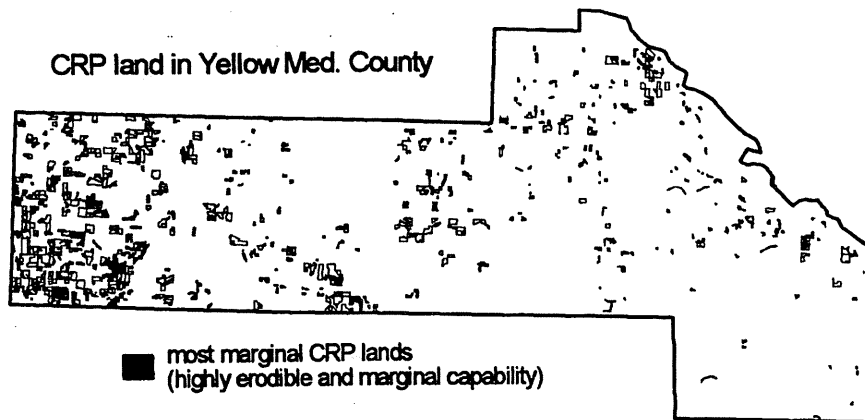 CRP land in Yellow Med. County
most marginal CRP lands
(highly erodible and marginal capability)